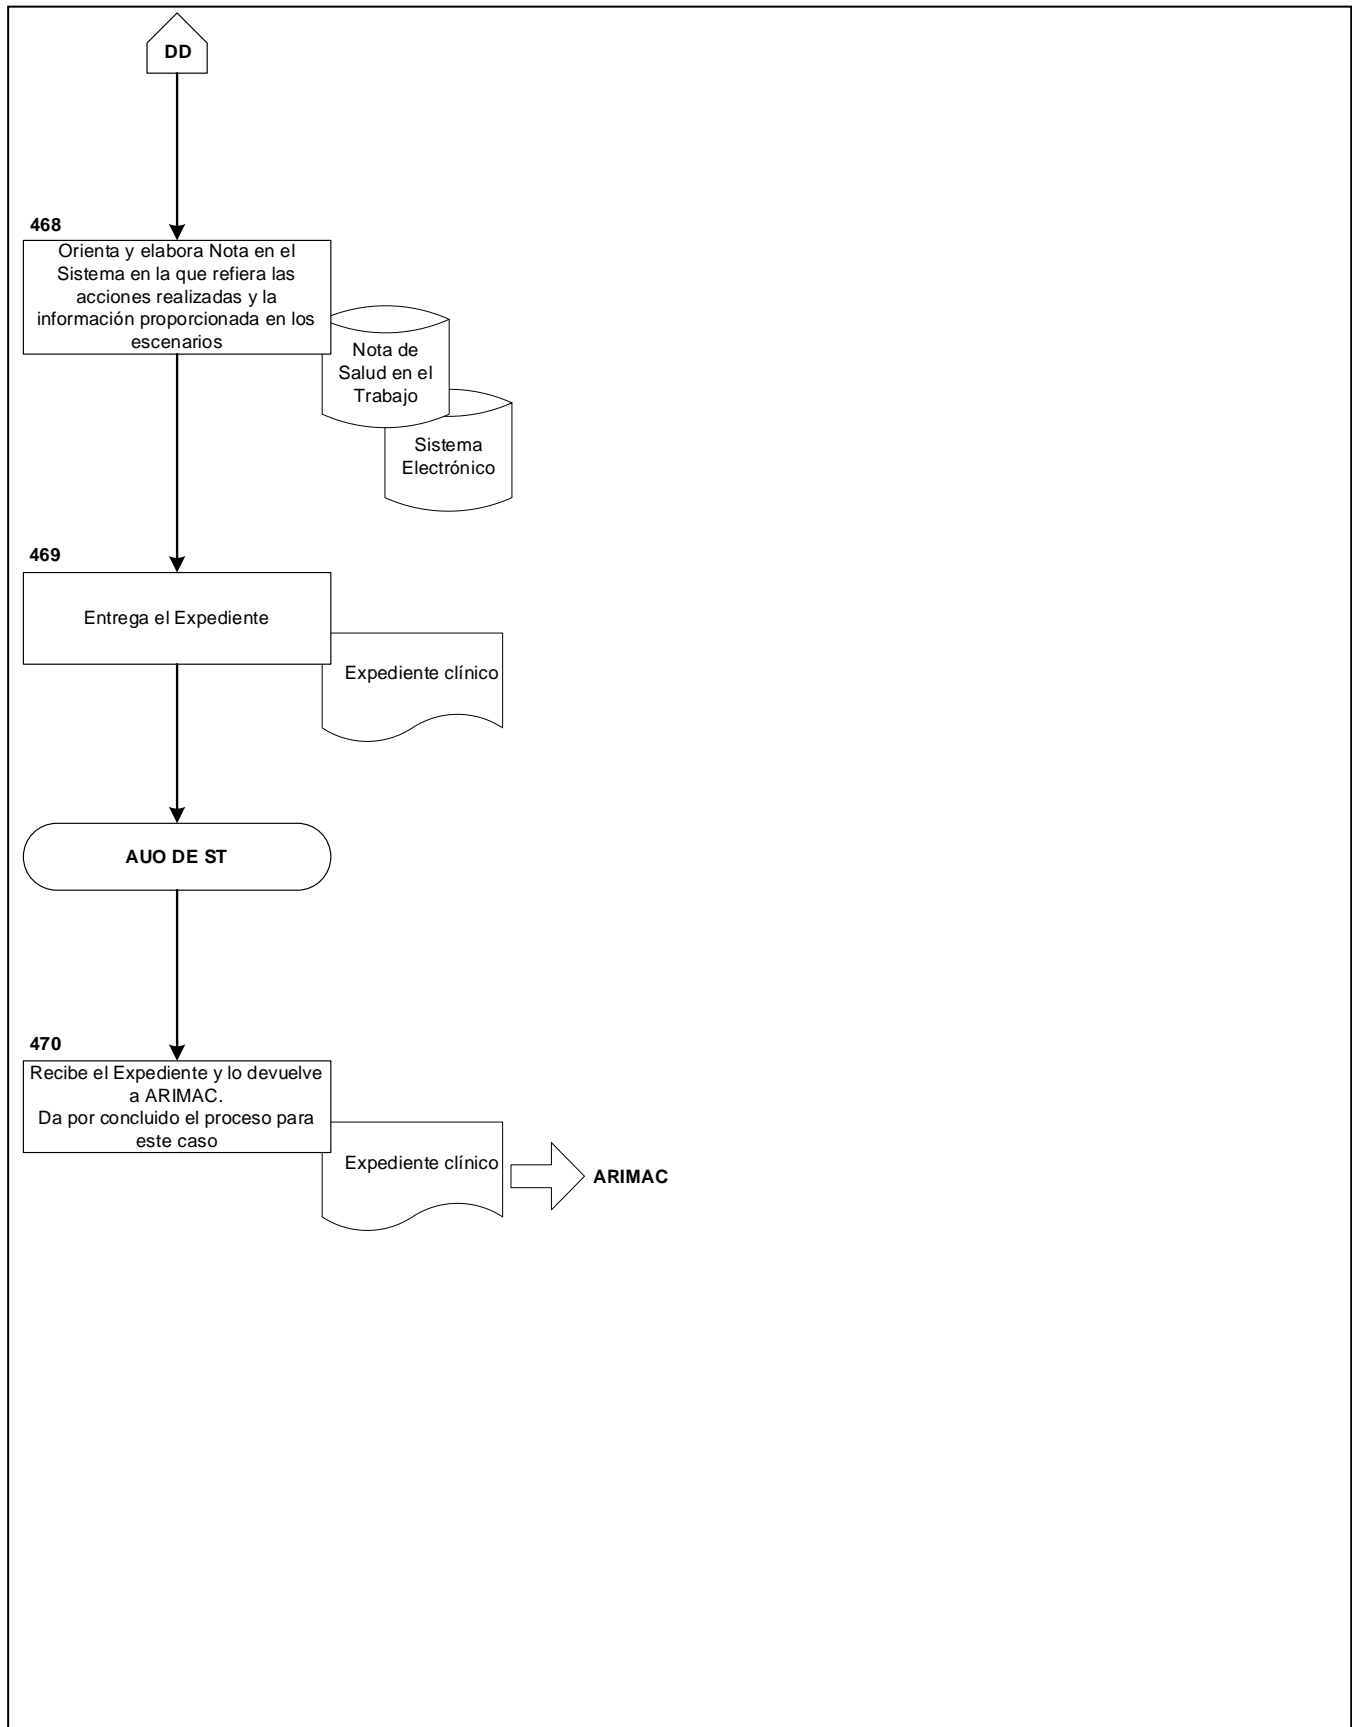 DD
468
Orienta y elabora Nota en el
Sistema en la que refiera las
acciones realizadas y la
información proporcionada en los
escenarios
Nota de
Salud en el
Trabajo
Sistema
Electrónico
469
Entrega el Expediente
Expediente clínico
AUO DE ST
470
Recibe el Expediente y lo devuelve
a ARIMAC.
Da por concluido el proceso para
este caso
Expediente clínico
ARIMAC